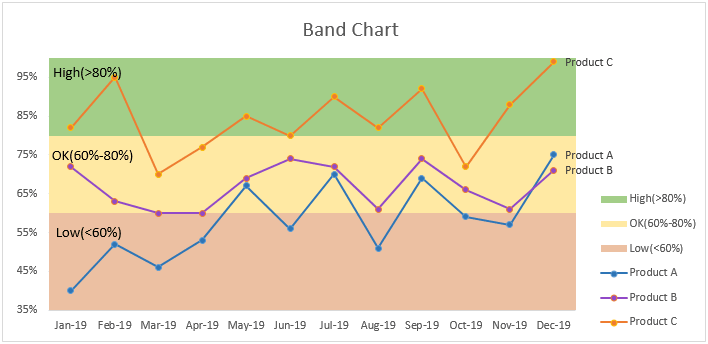 Band Chart
95%
85%
75%
65%
55%
45%
35%
High(>80%)
OK(60%-80%)
Low(<60%)
Product C
Product A
Product B
Jan-19 Feb-19 Mar-19 Apr-19 May-19 Jun-19 Jul-19 Aug-19 Sep-19 Oct-19 Nov-19 Dec-19
High(>80%)
OK(60%-80%)
Low(<60%)
Product A
Product B
Product C